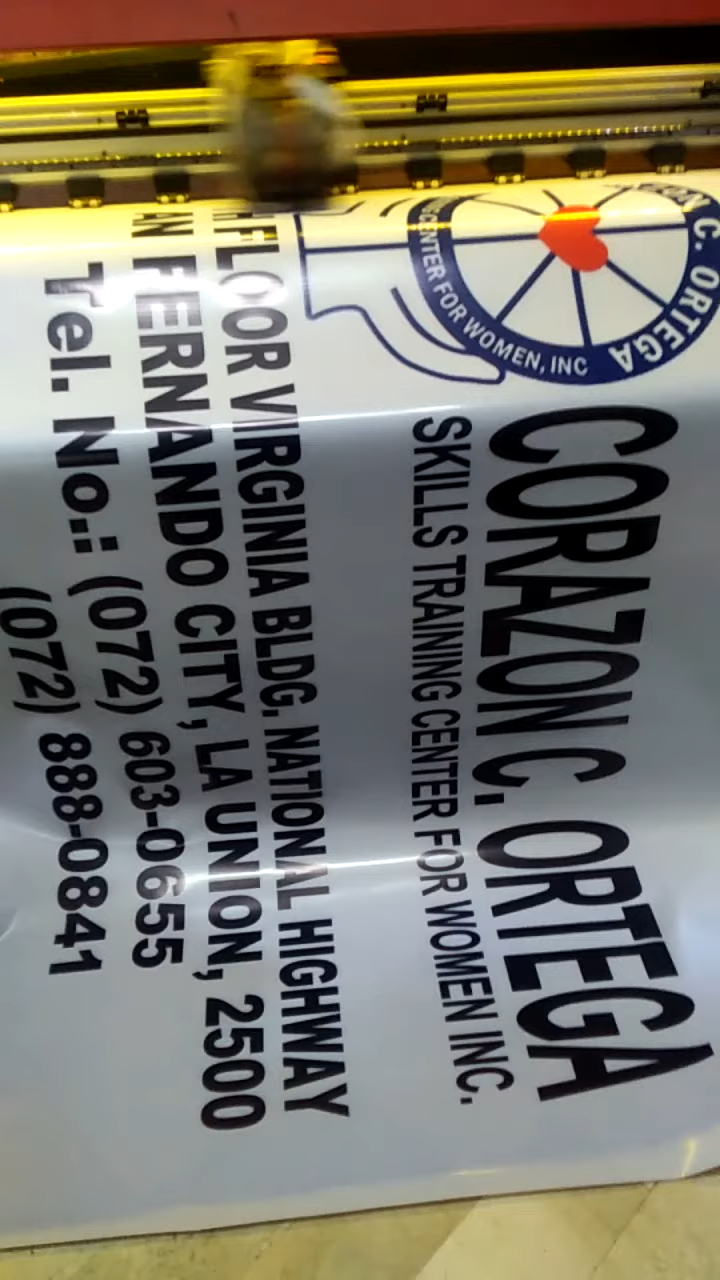 CORAZON C. ORTEGA
SKILLS TRAINING CENTER FOR WOMEN INC.
C. ORTEGA
CENTER FOR WOMEN, INC
FLOOR VIRGINIA BLDG. NATIONAL HIGHWAY
AN FERNANDO CITY, LA UNION, 2500
Tel. No.: (072) 603-0655
(072) 888-0841